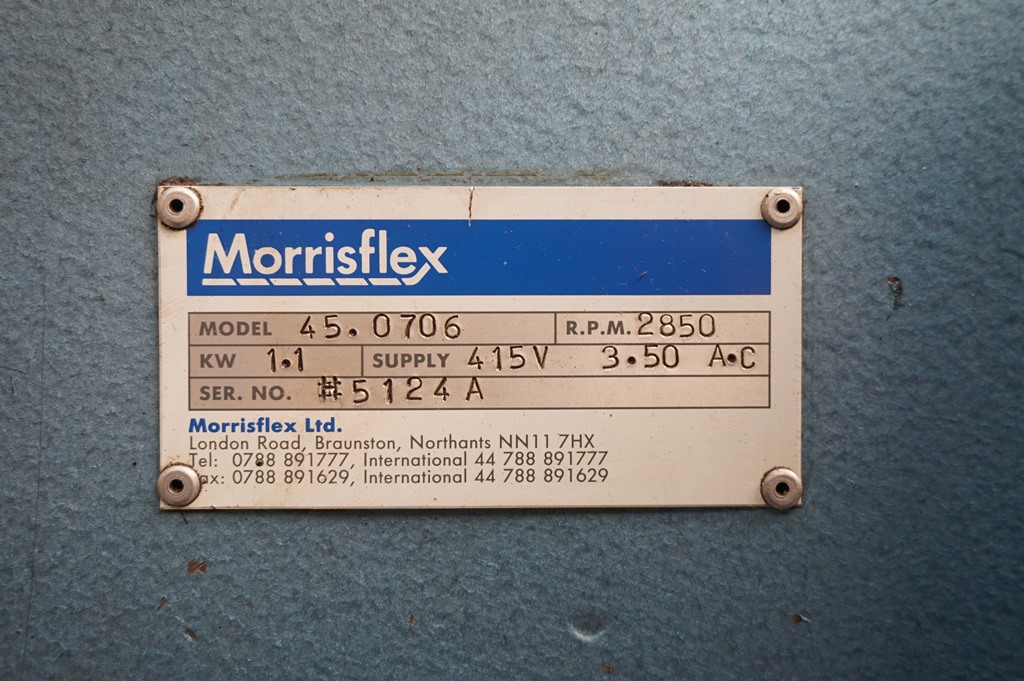 Morrisflex
MODEL 45.0706 R.P.M. 2850
KW 1.1 SUPPLY 415V 3.50 A.C
SER. NO. #5124A
Morrisflex Ltd.
London Road, Braunston, Northants NN11 7HX
Tel: 0788 891777, International 44 788 891777
ax: 0788 891629, International 44 788 891629